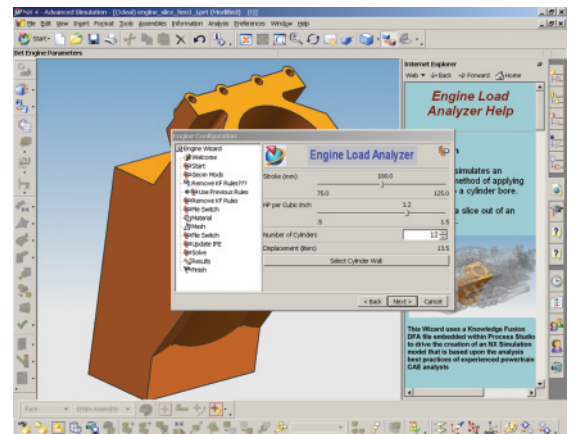 NX 4 - Advanced Simulation - [(Ideal) engine_slice_fem1_1.prt (Modified) (1)]
File Edit View Insert Format Tools Assemblies Information Analysis Preferences Window Help
Start
Set Engine Parameters
Internet Explorer
Web Back Forward Home
Engine Load
Analyzer Help
simulates an
method of applying
a cylinder bore.
a slice out of an
This Wizard uses a Knowledge Fusion
DFA file embedded within Process Studio
to drive the creation of an NX Simulation
model that is based upon the analysis
best practices of experienced powertrain
CAE analysts
Engine Configuration
Engine Wizard
Welcome
Start
Geom Mods
Remove KF Rules???
Use Previous Rules
Remove KF Rules
File Switch
Material
Mesh
File Switch
Update IPE
Solve
Results
Finish
Engine Load Analyzer
Stroke (mm) 100.0
75.0 125.0
HP per Cubic Inch 1.2
.5 1.5
Number of Cylinders 12
Displacement (liters) 13.5
Select Cylinder Wall
< Back Next > Cancel
Face Entire Assembly